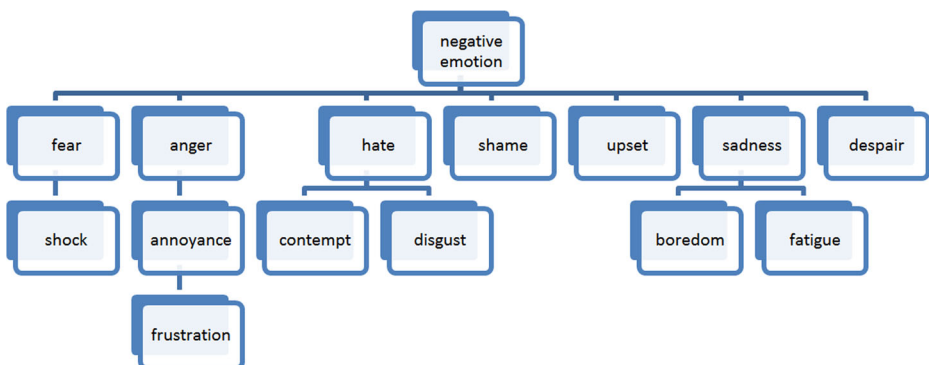 negative
emotion
fear
anger
hate
shame
upset
sadness
despair
shock
annoyance
contempt
disgust
boredom
fatigue
frustration